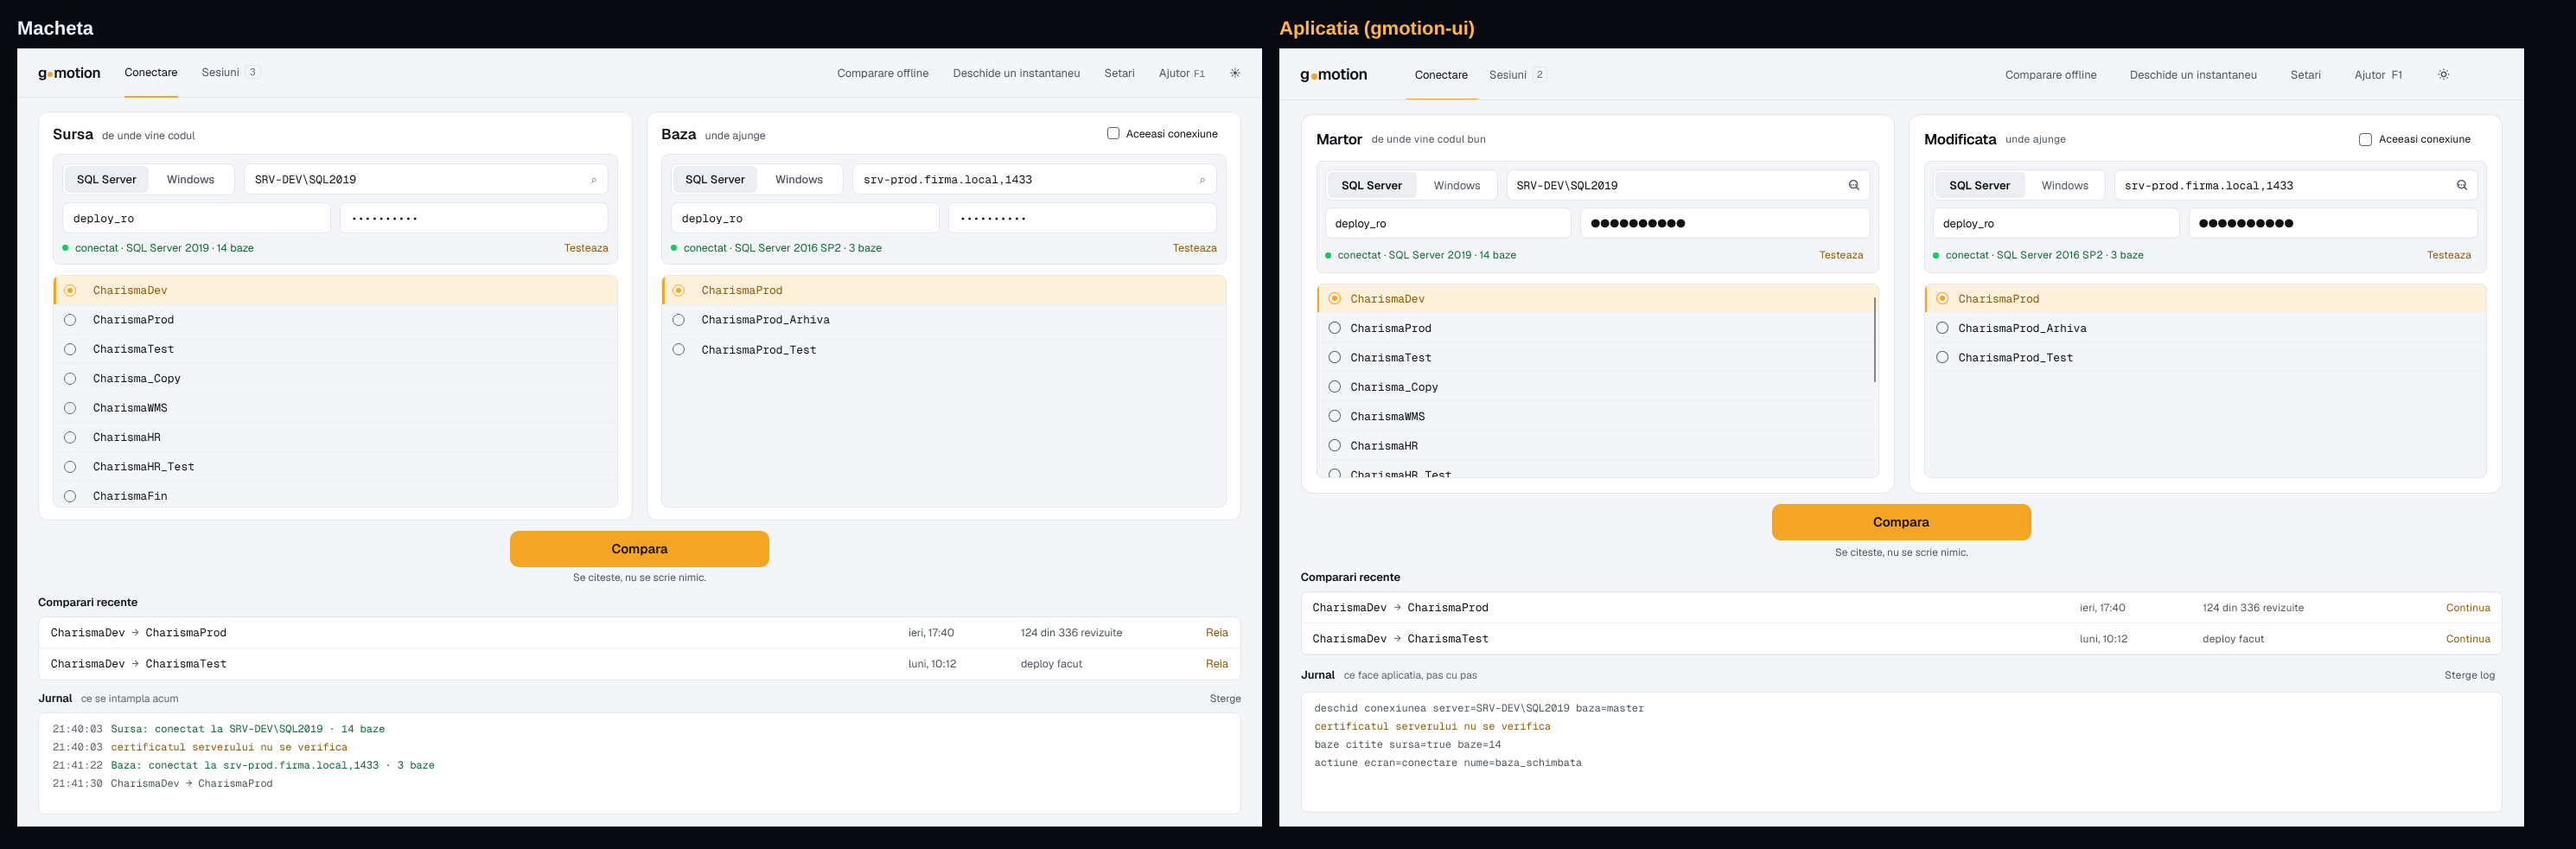 Macheta
g•motion Conectare Sesiuni 3 Comparare offline Deschide un instantaneu Setari Ajutor F1
Sursa de unde vine codul
SQL Server Windows SRV-DEV\SQL2019
deploy_ro ••••••••••
conectat · SQL Server 2019 · 14 baze Testeaza
CharismaDev
CharismaProd
CharismaTest
Charisma_Copy
CharismaWMS
CharismaHR
CharismaHR_Test
CharismaFin
Baza unde ajunge Aceeasi conexiune
SQL Server Windows srv-prod.firma.local,1433
deploy_ro ••••••••••
conectat · SQL Server 2016 SP2 · 3 baze Testeaza
CharismaProd
CharismaProd_Arhiva
CharismaProd_Test
Compara
Se citeste, nu se scrie nimic.
Comparari recente
CharismaDev → CharismaProd ieri, 17:40 124 din 336 revizuite Reia
CharismaDev → CharismaTest luni, 10:12 deploy facut Reia
Jurnal ce se intampla acum Sterge
21:40:03 Sursa: conectat la SRV-DEV\SQL2019 · 14 baze
21:40:03 certificatul serverului nu se verifica
21:41:22 Baza: conectat la srv-prod.firma.local,1433 · 3 baze
21:41:30 CharismaDev → CharismaProd
Aplicatia (gmotion-ui)
g•motion Conectare Sesiuni 2 Comparare offline Deschide un instantaneu Setari Ajutor F1
Martor de unde vine codul bun
SQL Server Windows SRV-DEV\SQL2019
deploy_ro ●●●●●●●●●●
conectat · SQL Server 2019 · 14 baze Testeaza
CharismaDev
CharismaProd
CharismaTest
Charisma_Copy
CharismaWMS
CharismaHR
CharismaHR_Test
Modificata unde ajunge Aceeasi conexiune
SQL Server Windows srv-prod.firma.local,1433
deploy_ro ●●●●●●●●●●
conectat · SQL Server 2016 SP2 · 3 baze Testeaza
CharismaProd
CharismaProd_Arhiva
CharismaProd_Test
Compara
Se citeste, nu se scrie nimic.
Comparari recente
CharismaDev → CharismaProd ieri, 17:40 124 din 336 revizuite Continua
CharismaDev → CharismaTest luni, 10:12 deploy facut Continua
Jurnal ce face aplicatia, pas cu pas Sterge log
deschid conexiunea server=SRV-DEV\SQL2019 baza=master
certificatul serverului nu se verifica
baze citite sursa=true baze=14
actiune ecran=conectare nume=baza_schimbata